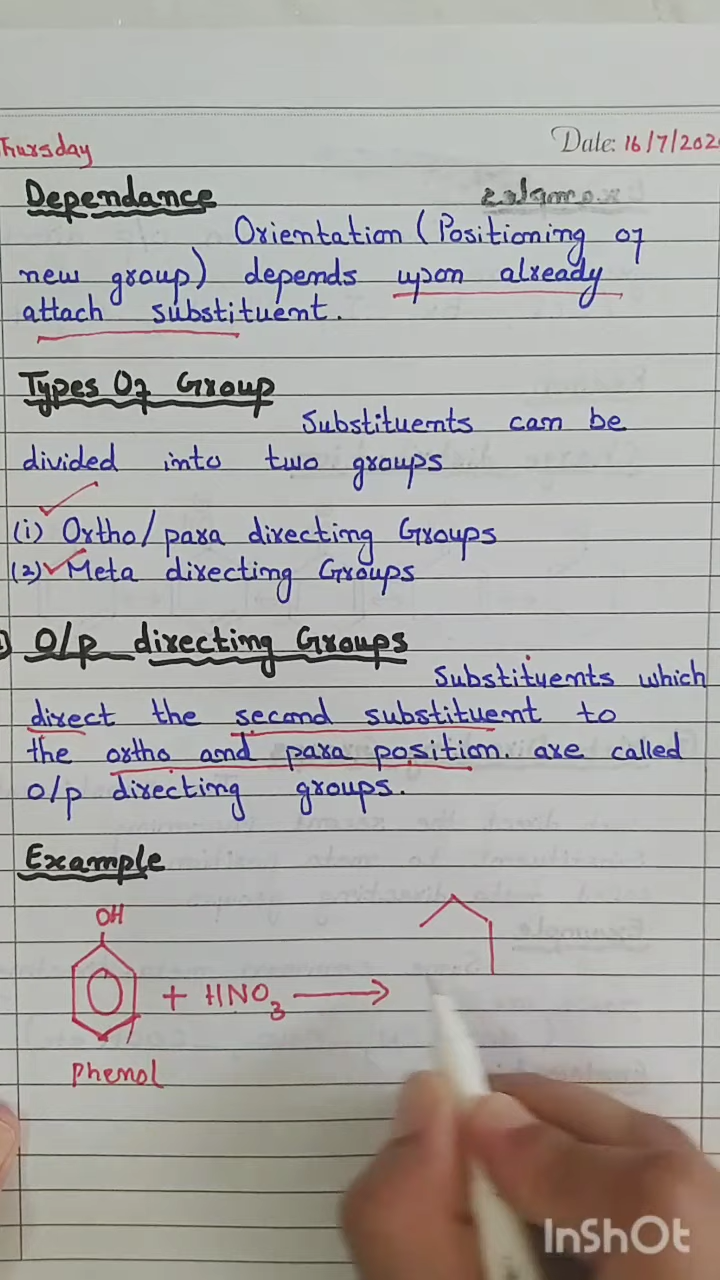 Thursday
Date: 16/7/202
Dependance
Orientation (Positioning of
new group) depends upon already
attach substituent.
Types Of Group
Substituents can be
divided into two groups
(i) Ortho/para directing Groups
(2) Meta directing Groups
O/p directing Groups
Substituents which
direct the second substituent to
the ortho and para position. are called
o/p directing groups.
Example
OH
+ HNO3 ⟶
Phenol
InShOt